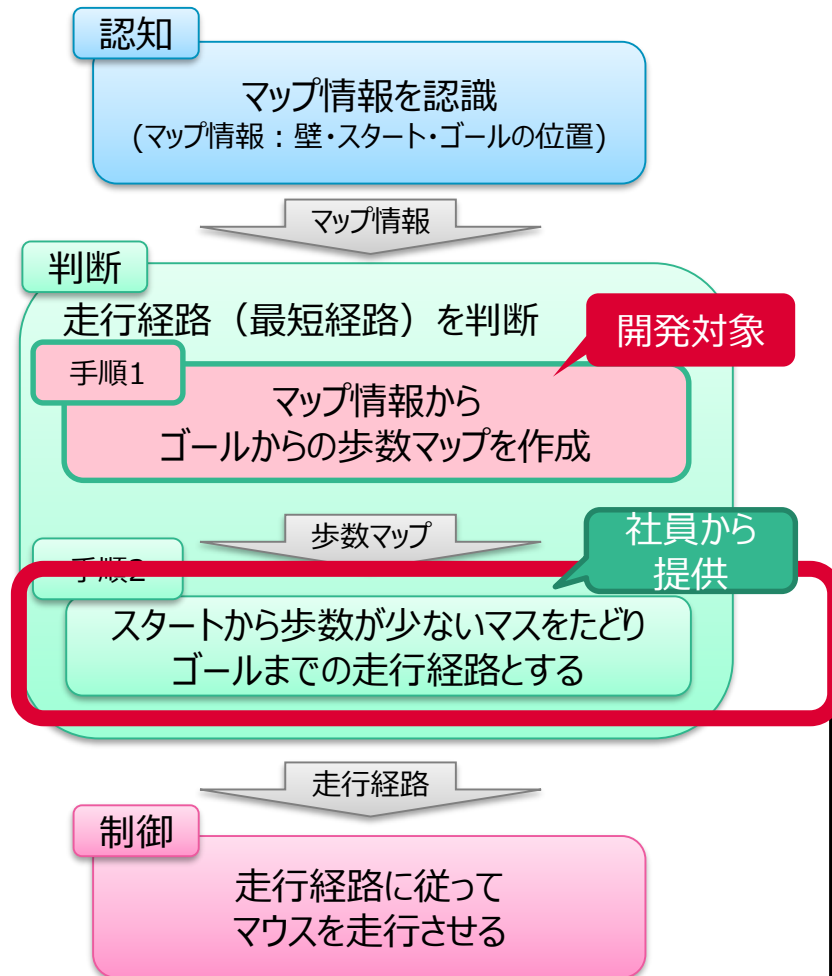 認知
マップ情報を認識
(マップ情報：壁・スタート・ゴールの位置)
マップ情報
判断
走行経路（最短経路）を判断
開発対象
手順1
マップ情報から
ゴールからの歩数マップを作成
歩数マップ
社員から
提供
手順2
スタートから歩数が少ないマスをたどり
ゴールまでの走行経路とする
走行経路
制御
走行経路に従って
マウスを走行させる